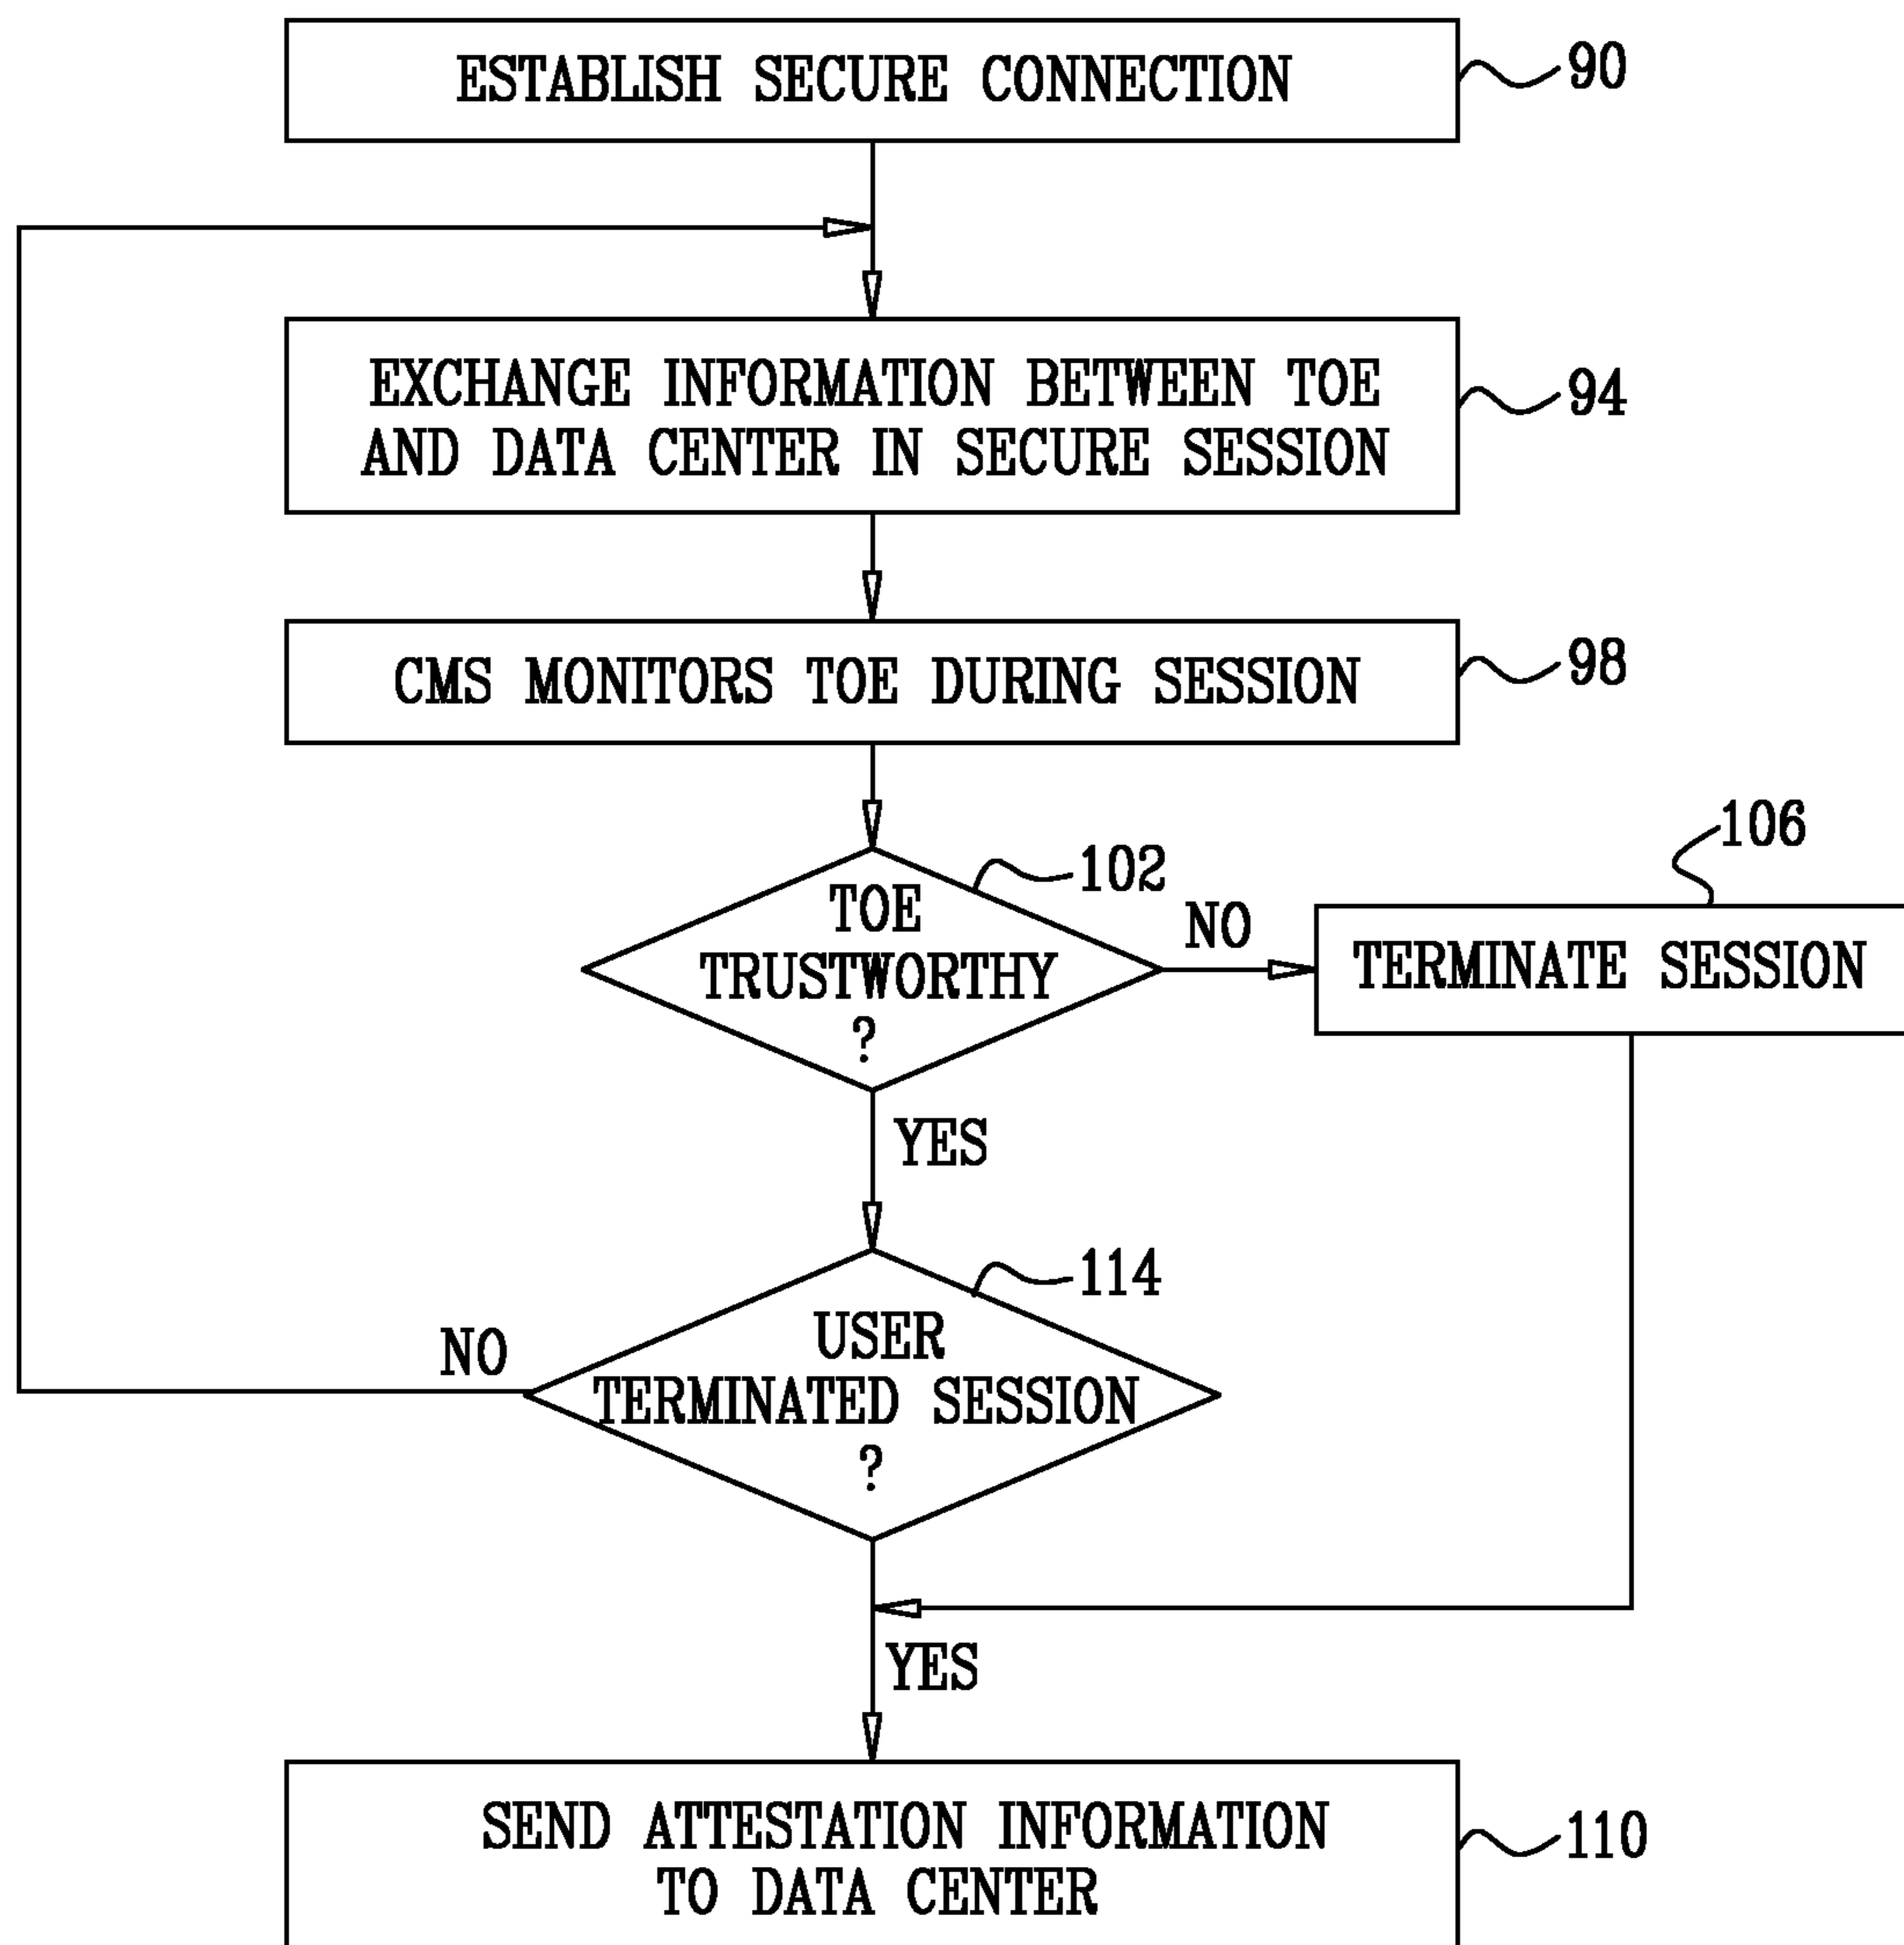 ESTABLISH SECURE CONNECTION
90
EXCHANGE INFORMATION BETWEEN TOE
AND DATA CENTER IN SECURE SESSION
94
CMS MONITORS TOE DURING SESSION
98
102
TOE
TRUSTWORTHY
?
NO
106
TERMINATE SESSION
YES
114
USER
TERMINATED SESSION
?
NO
YES
SEND ATTESTATION INFORMATION
TO DATA CENTER
110